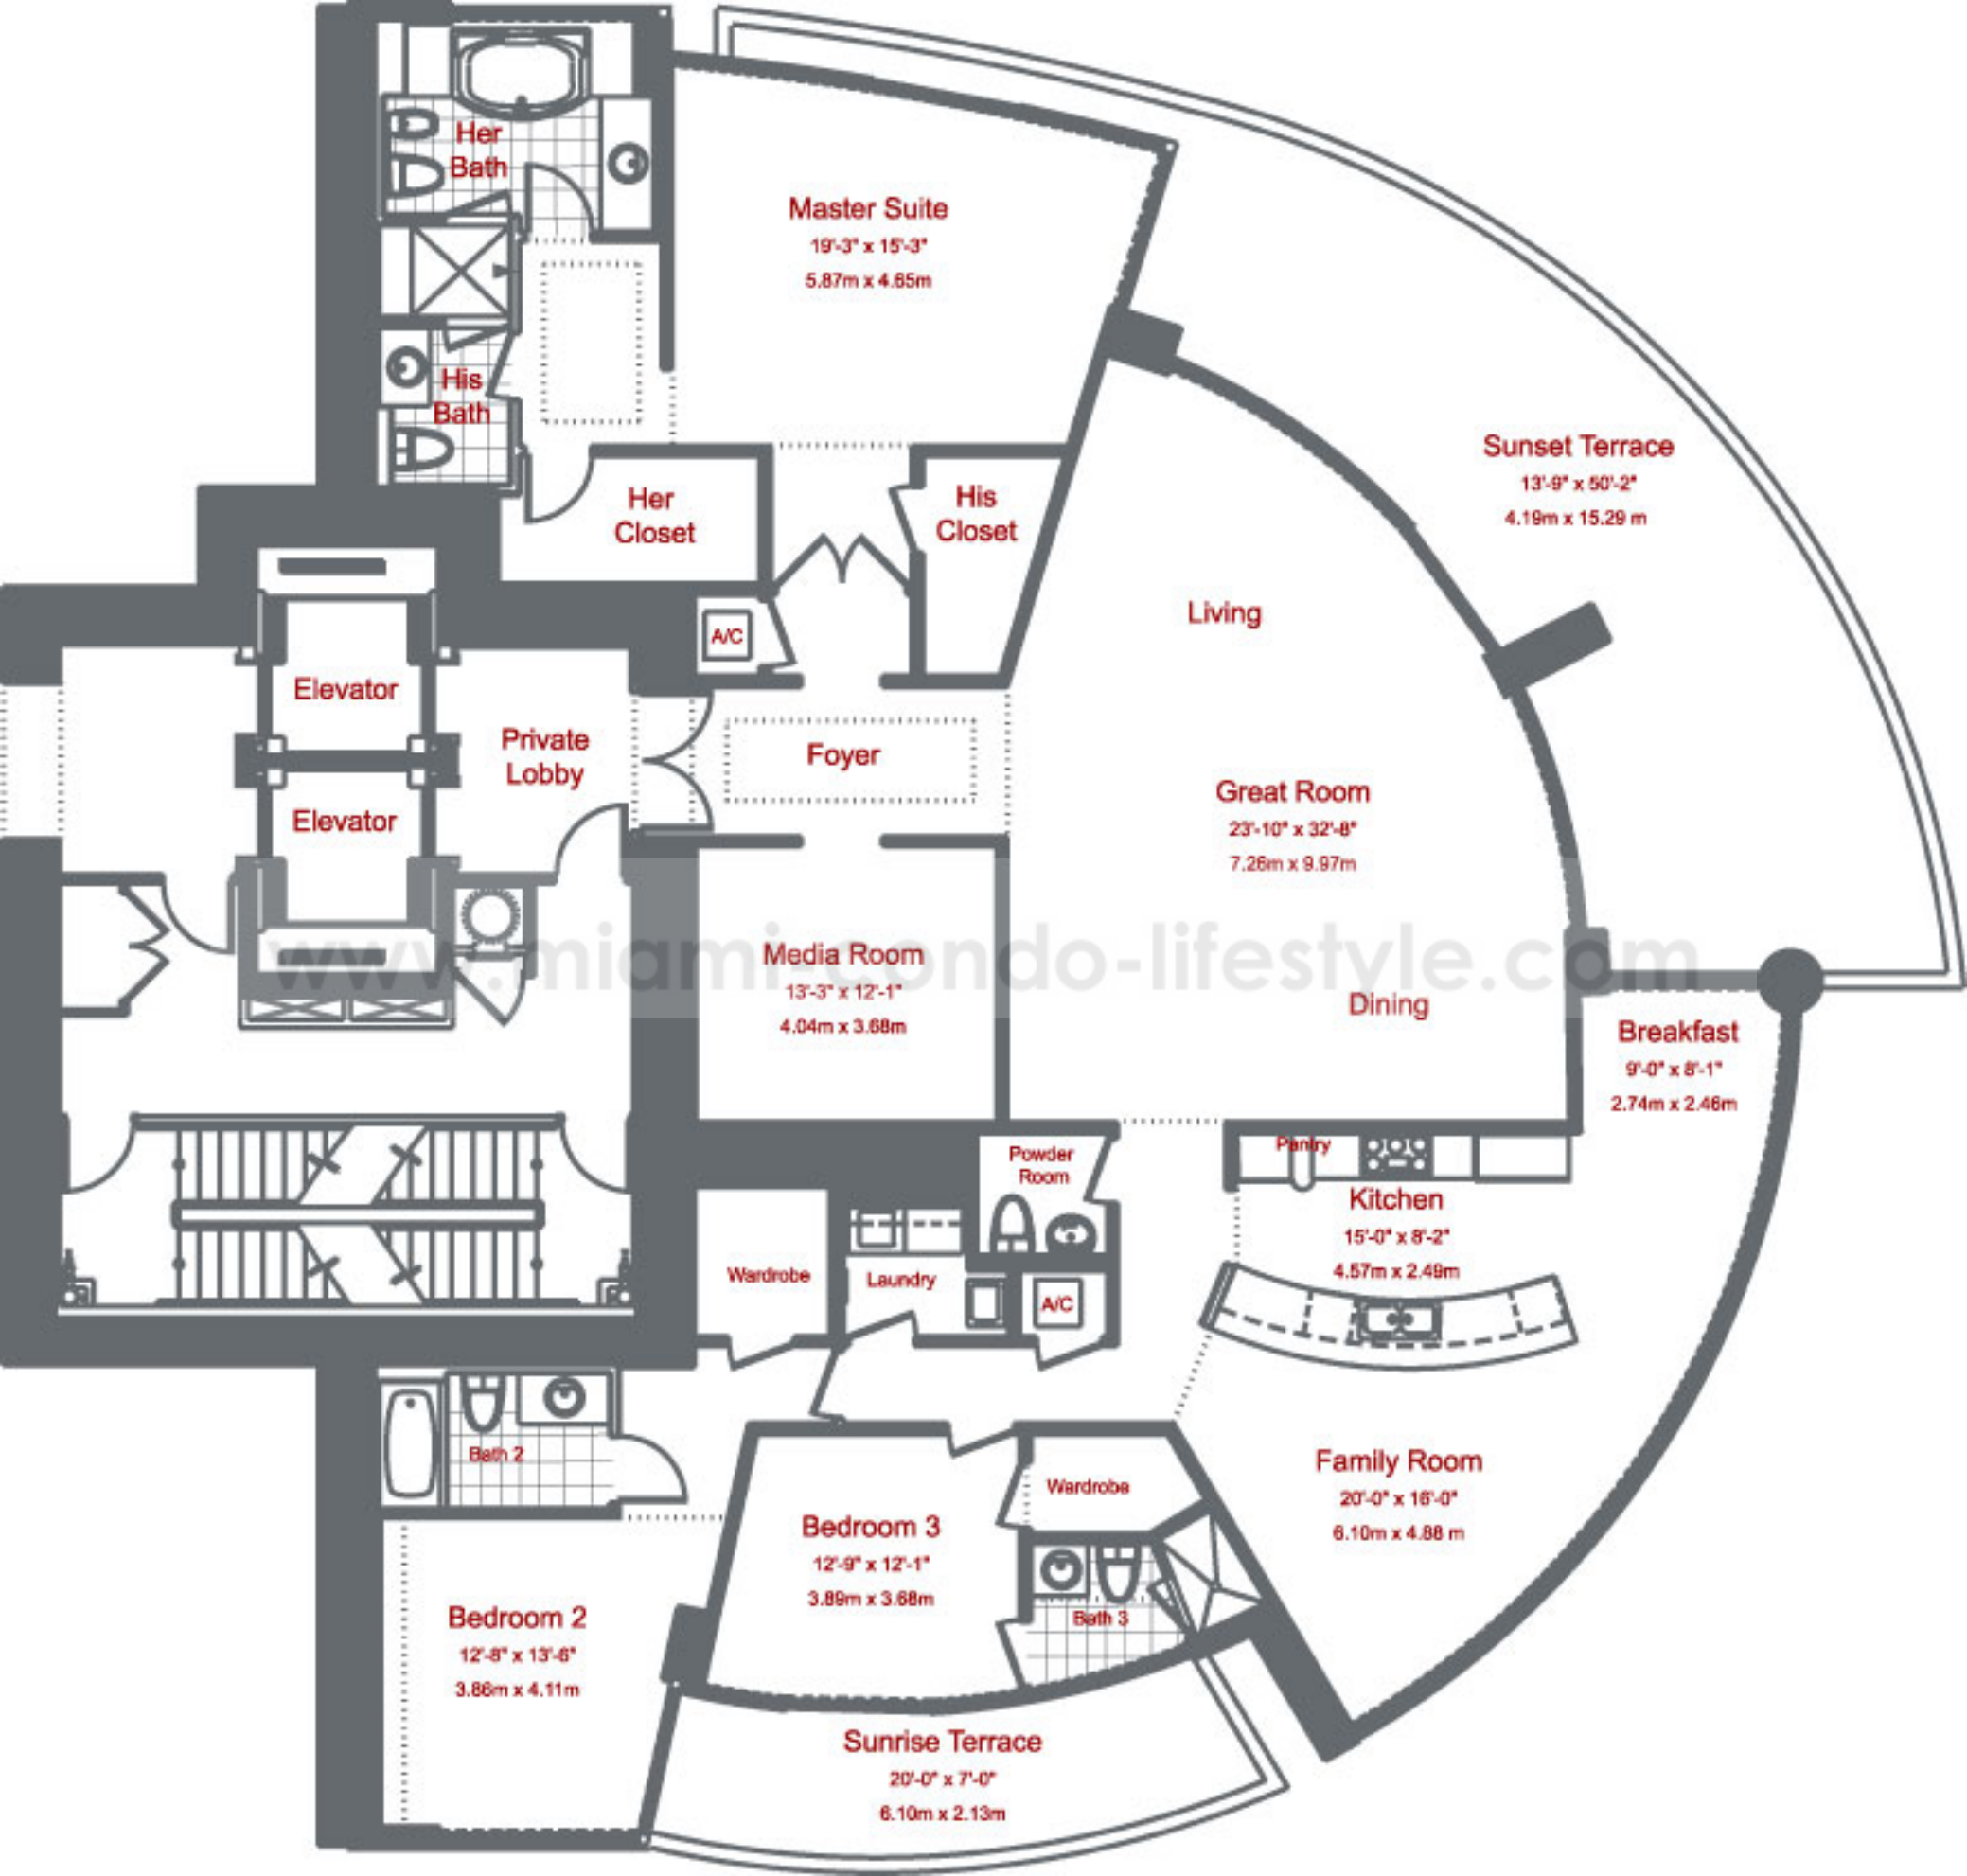 Her
Bath
Master Suite
19'-3" x 15'-3"
5.87m x 4.65m
His
Bath
Sunset Terrace
13'-9" x 50'-2"
4.19m x 15.29 m
Her
Closet
His
Closet
Living
A/C
Elevator
Private
Lobby
Foyer
Elevator
Great Room
23'-10" x 32'-8"
7.26m x 9.97m
www.miami-condo-lifestyle.com
Media Room
13'-3" x 12'-1"
4.04m x 3.68m
Dining
Breakfast
9'-0" x 8'-1"
2.74m x 2.46m
Powder
Room
Pantry
Kitchen
15'-0" x 8'-2"
4.57m x 2.49m
Wardrobe
Laundry
A/C
Bath 2
Family Room
20'-0" x 16'-0"
6.10m x 4.88 m
Wardrobe
Bedroom 3
12'-9" x 12'-1"
3.89m x 3.68m
Bath 3
Bedroom 2
12'-8" x 13'-6"
3.86m x 4.11m
Sunrise Terrace
20'-0" x 7'-0"
6.10m x 2.13m